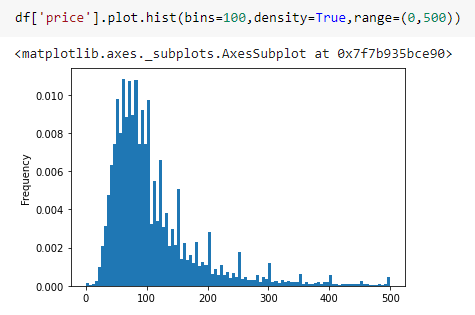 df['price'].plot.hist(bins=100,density=True,range=(0,500))
<matplotlib.axes._subplots.AxesSubplot at 0x7f7b935bce90>
0.010
0.008
0.006
0.004
0.002
0.000
Frequency
0 100 200 300 400 500